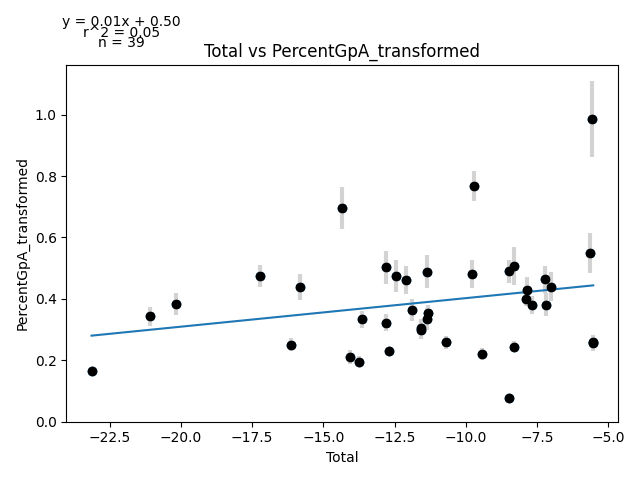 y = 0.01x + 0.50
r^2 = 0.05
n = 39
Total vs PercentGpA_transformed
PercentGpA_transformed
1.0
0.8
0.6
0.4
0.2
0.0
−22.5 −20.0 −17.5 −15.0 −12.5 −10.0 −7.5 −5.0
Total